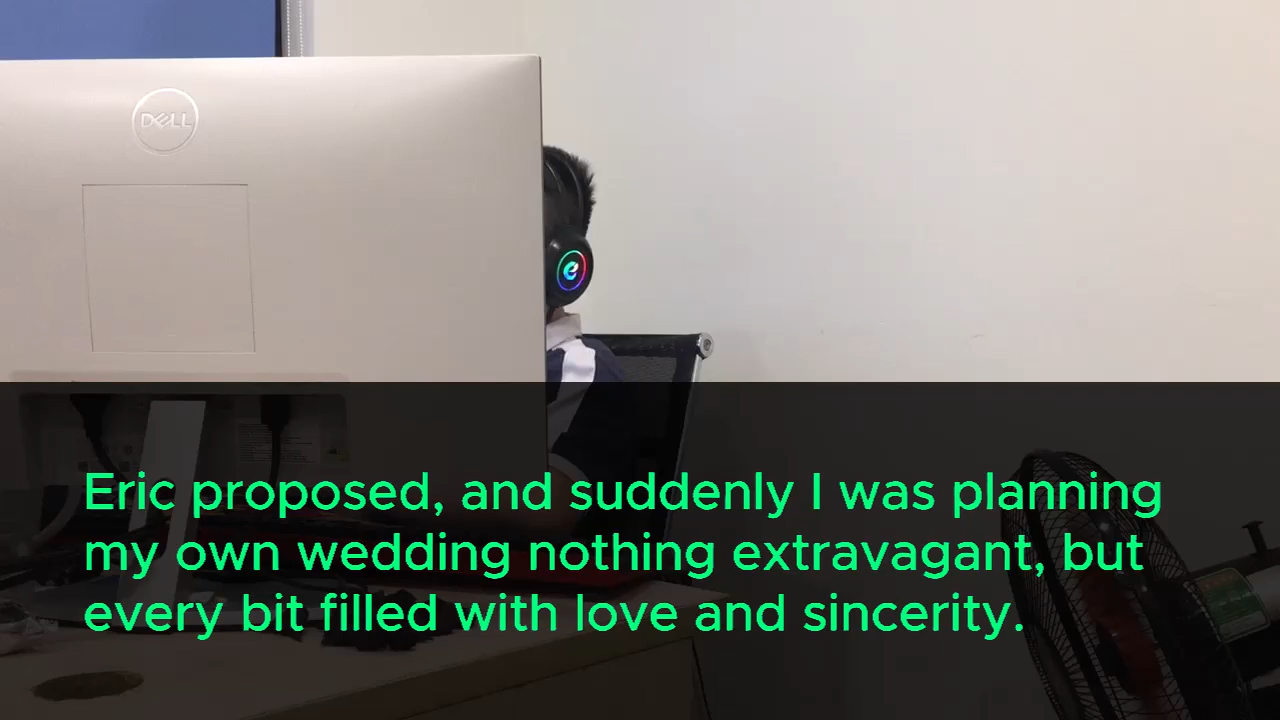 DELL
Eric proposed, and suddenly I was planning
my own wedding nothing extravagant, but
every bit filled with love and sincerity.